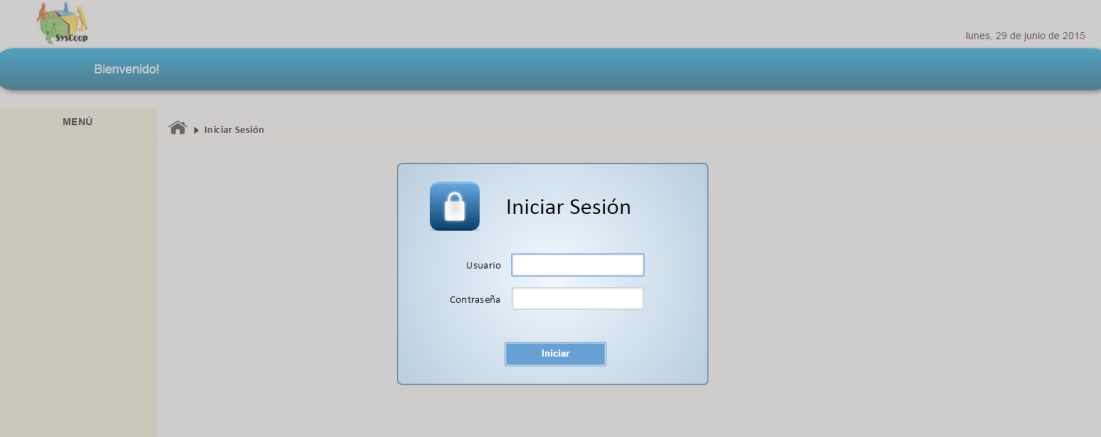 SysCoop
lunes, 29 de junio de 2015
Bienvenido!
MENÚ
Iniciar Sesión
Iniciar Sesión
Usuario
Contraseña
Iniciar